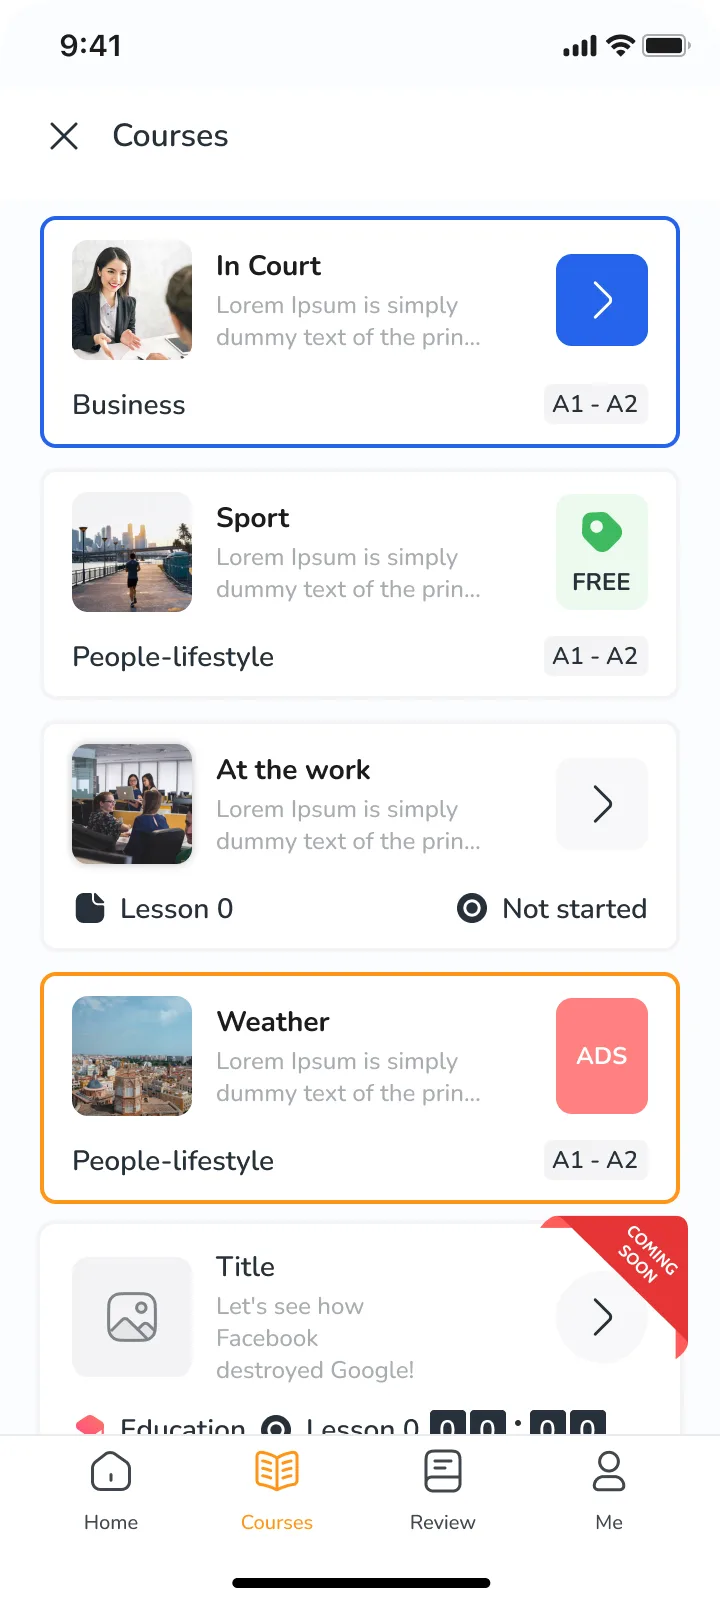 9:41
Courses
In Court
Lorem Ipsum is simply
dummy text of the prin...
Business
A1 - A2
Sport
Lorem Ipsum is simply
dummy text of the prin...
FREE
People-lifestyle
A1 - A2
At the work
Lorem Ipsum is simply
dummy text of the prin...
Lesson 0
Not started
Weather
Lorem Ipsum is simply
dummy text of the prin...
ADS
People-lifestyle
A1 - A2
COMING
SOON
Title
Let's see how
Facebook
destroyed Google!
Education Lesson 0 00:00
Home
Courses
Review
Me